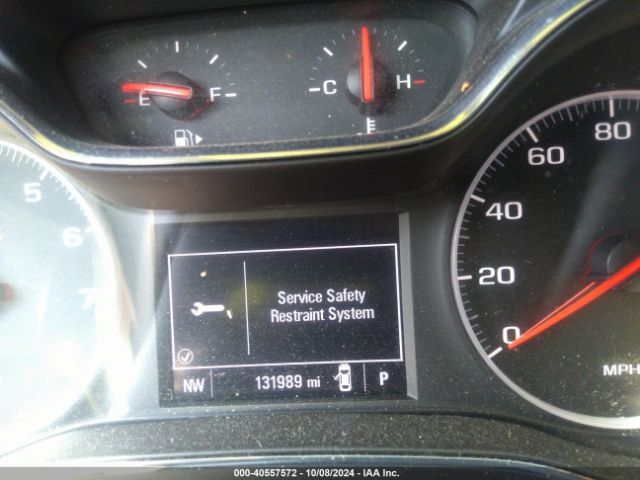 E F
C H
5
6
7
80
60
40
20
0
MPH
Service Safety
Restraint System
NW 131989 mi P
000-40557572 - 10/08/2024 - IAA Inc.